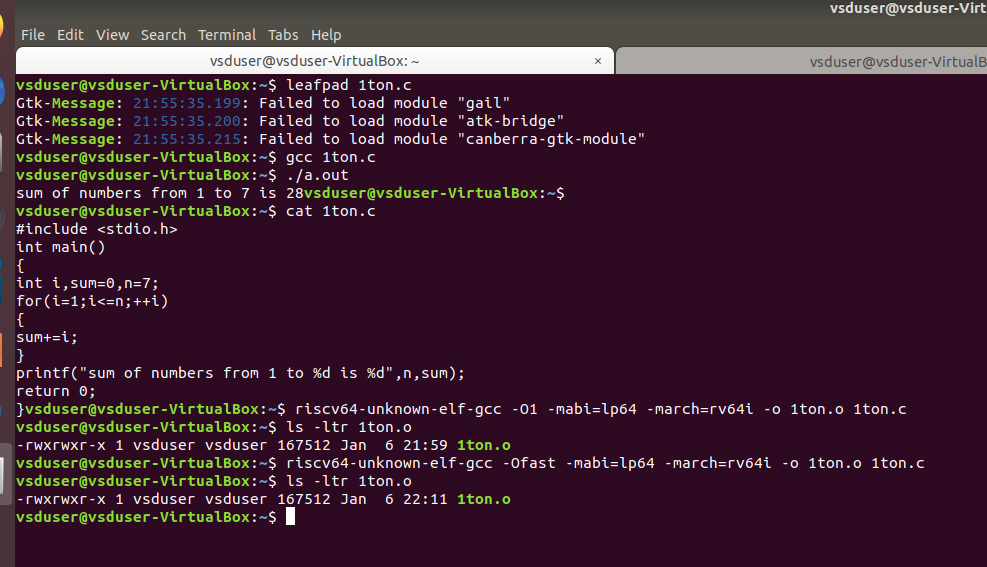 vsduser@vsduser-Virt
File Edit View Search Terminal Tabs Help
vsduser@vsduser-VirtualBox: ~ × vsduser@vsduser-VirtualB
vsduser@vsduser-VirtualBox:~$ leafpad 1ton.c
Gtk-Message: 21:55:35.199: Failed to load module "gail"
Gtk-Message: 21:55:35.200: Failed to load module "atk-bridge"
Gtk-Message: 21:55:35.215: Failed to load module "canberra-gtk-module"
vsduser@vsduser-VirtualBox:~$ gcc 1ton.c
vsduser@vsduser-VirtualBox:~$ ./a.out
sum of numbers from 1 to 7 is 28vsduser@vsduser-VirtualBox:~$
vsduser@vsduser-VirtualBox:~$ cat 1ton.c
#include <stdio.h>
int main()
{
int i,sum=0,n=7;
for(i=1;i<=n;++i)
{
sum+=i;
}
printf("sum of numbers from 1 to %d is %d",n,sum);
return 0;
}vsduser@vsduser-VirtualBox:~$ riscv64-unknown-elf-gcc -O1 -mabi=lp64 -march=rv64i -o 1ton.o 1ton.c
vsduser@vsduser-VirtualBox:~$ ls -ltr 1ton.o
-rwxrwxr-x 1 vsduser vsduser 167512 Jan  6 21:59 1ton.o
vsduser@vsduser-VirtualBox:~$ riscv64-unknown-elf-gcc -Ofast -mabi=lp64 -march=rv64i -o 1ton.o 1ton.c
vsduser@vsduser-VirtualBox:~$ ls -ltr 1ton.o
-rwxrwxr-x 1 vsduser vsduser 167512 Jan  6 22:11 1ton.o
vsduser@vsduser-VirtualBox:~$